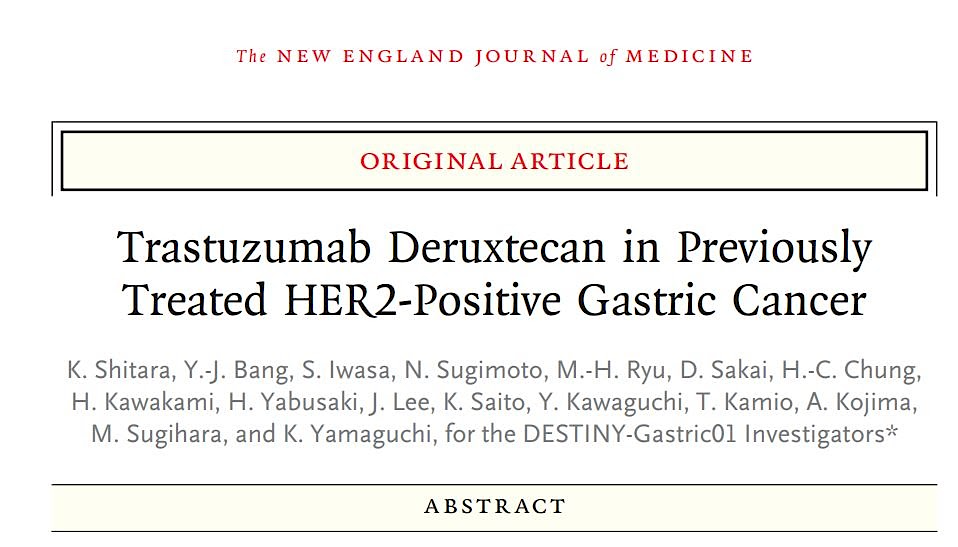 The NEW ENGLAND JOURNAL of MEDICINE
ORIGINAL ARTICLE
Trastuzumab Deruxtecan in Previously
Treated HER2-Positive Gastric Cancer
K. Shitara, Y.-J. Bang, S. Iwasa, N. Sugimoto, M.-H. Ryu, D. Sakai, H.-C. Chung,
H. Kawakami, H. Yabusaki, J. Lee, K. Saito, Y. Kawaguchi, T. Kamio, A. Kojima,
M. Sugihara, and K. Yamaguchi, for the DESTINY-Gastric01 Investigators*
ABSTRACT